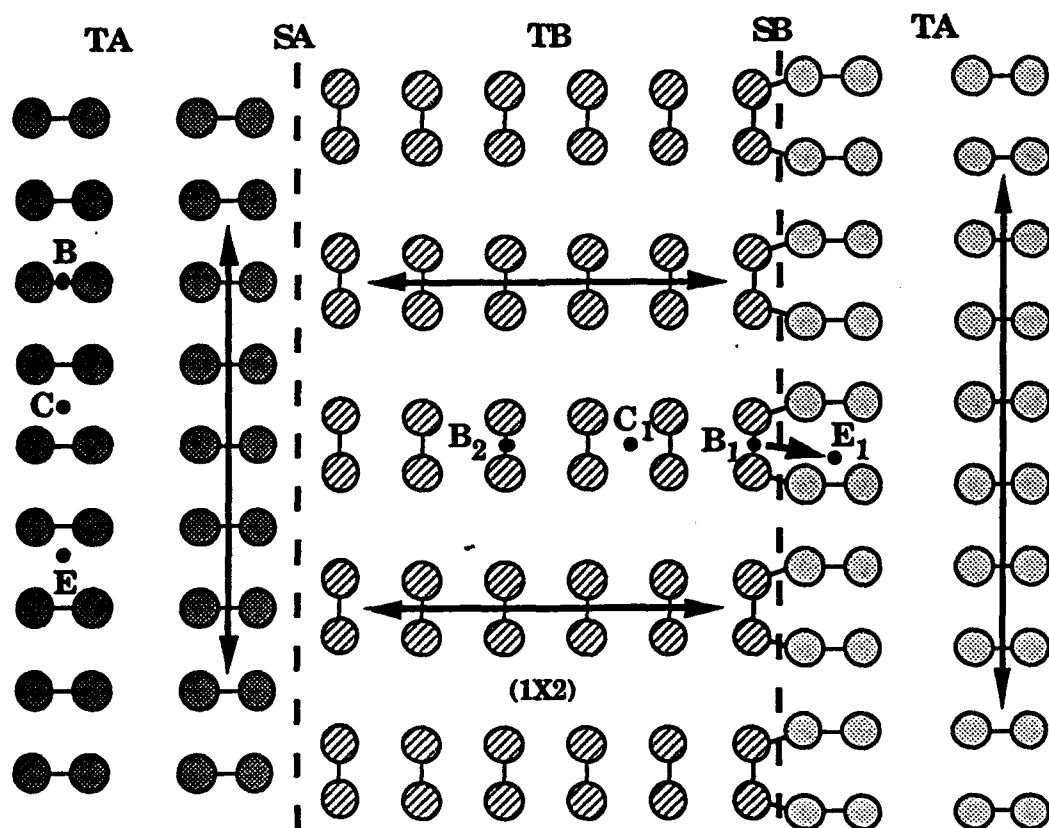 TA SA TB SB TA
B
C
B₂ C₁ B₁ E₁
E
(1X2)